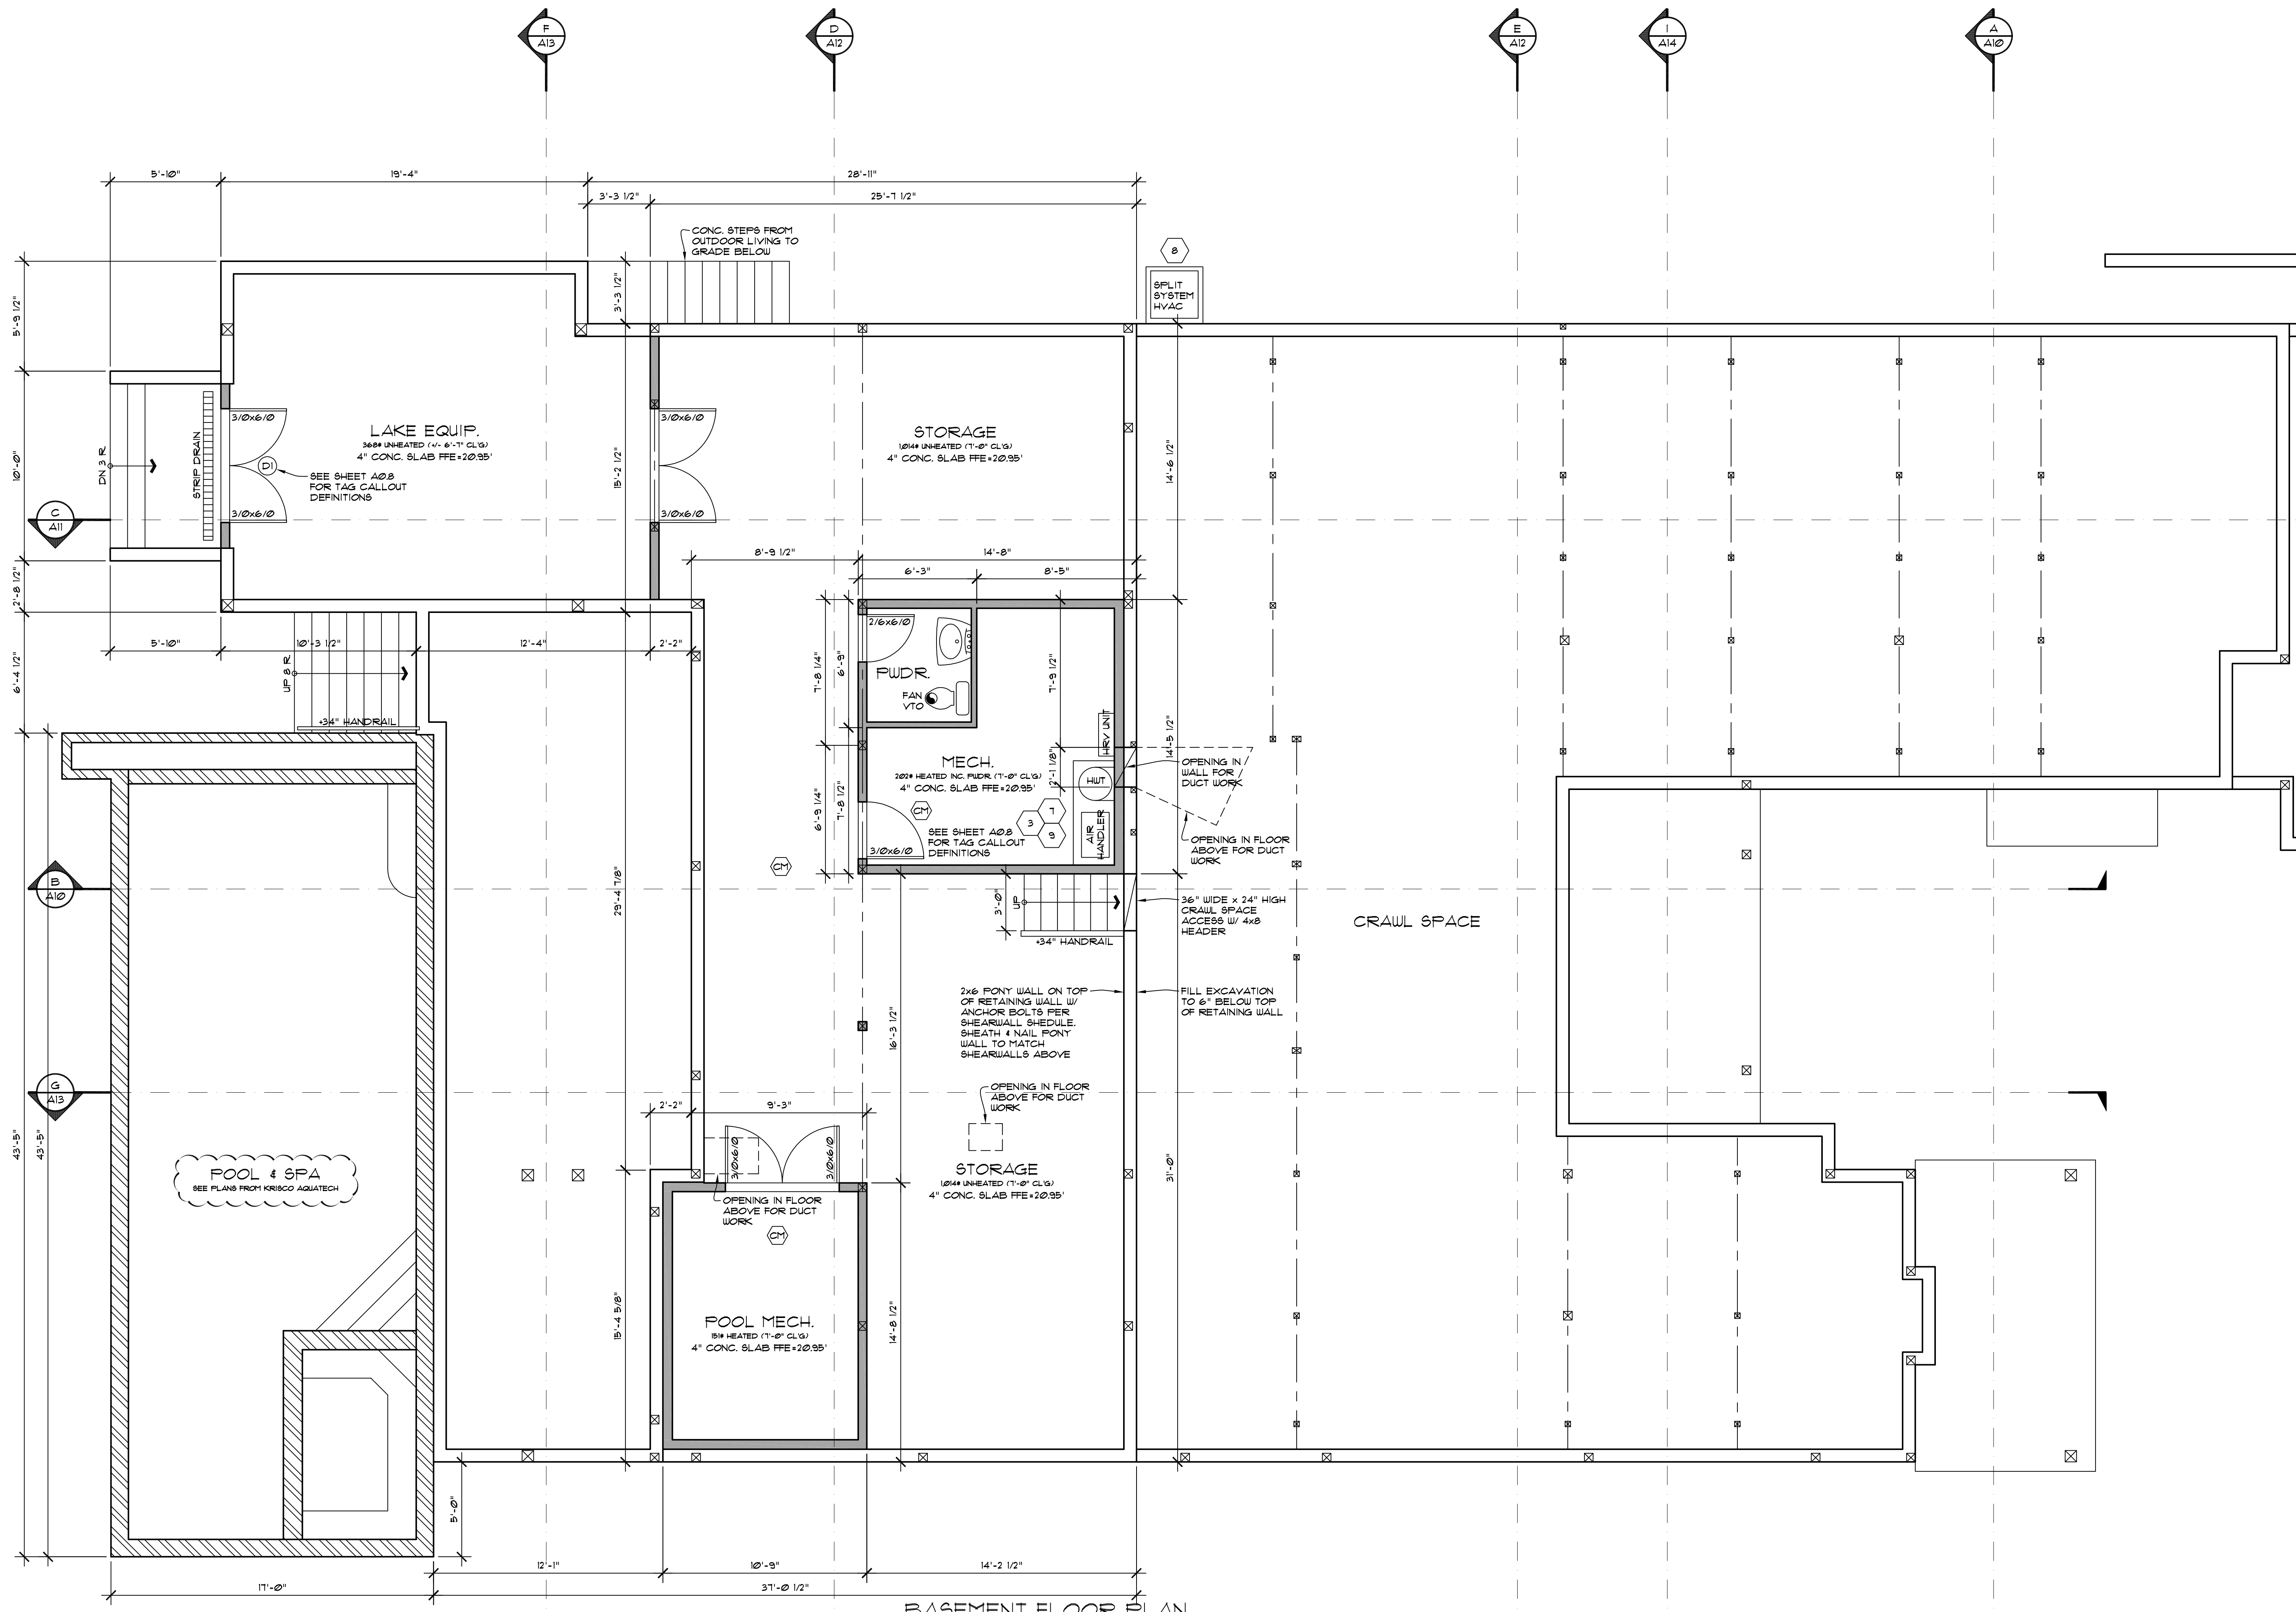 F
A13
D
A12
E
A12
I
A14
A
A10
5'-10"
19'-4"
28'-11"
3'-3 1/2"
25'-7 1/2"
CONC. STEPS FROM
OUTDOOR LIVING TO
GRADE BELOW
8
SPLIT
SYSTEM
HVAC
5'-9 1/2"
3'-3 1/2"
10'-0"
DN 3 R
STRIP DRAIN
3/0x6/0
LAKE EQUIP.
368# UNHEATED (+/- 6'-7" CL'G)
4" CONC. SLAB FFE=20.95'
D1
SEE SHEET A0.8
FOR TAG CALLOUT
DEFINITIONS
3/0x6/0
15'-2 1/2"
3/0x6/0
3/0x6/0
STORAGE
1,014# UNHEATED (7'-0" CL'G)
4" CONC. SLAB FFE=20.95'
14'-6 1/2"
C
A11
2'-8 1/2"
8'-9 1/2"
14'-8"
6'-3"
8'-5"
5'-10"
10'-3 1/2"
12'-4"
2'-2"
6'-4 1/2"
UP 8 R
+34" HANDRAIL
7'-8 1/4"
6'-9"
2/6x6/0
TOTO
PWDR.
FAN
VTO
7'-9 1/2"
HRV UNIT
14'-5 1/2"
MECH.
202# HEATED INC. PWDR. (7'-0" CL'G)
4" CONC. SLAB FFE=20.95'
2'-1 1/8"
HWT
OPENING IN
WALL FOR
DUCT WORK
6'-9 1/4"
7'-8 1/2"
CM
3
7
9
SEE SHEET A0.8
FOR TAG CALLOUT
DEFINITIONS
3/0x6/0
AIR
HANDLER
OPENING IN FLOOR
ABOVE FOR DUCT
WORK
CM
B
A10
29'-4 7/8"
3'-0"
UP
+34" HANDRAIL
36" WIDE x 24" HIGH
CRAWL SPACE
ACCESS W/ 4x8
HEADER
CRAWL SPACE
2x6 PONY WALL ON TOP
OF RETAINING WALL W/
ANCHOR BOLTS PER
SHEARWALL SHEDULE.
SHEATH & NAIL PONY
WALL TO MATCH
SHEARWALLS ABOVE
FILL EXCAVATION
TO 6" BELOW TOP
OF RETAINING WALL
16'-3 1/2"
G
A13
OPENING IN FLOOR
ABOVE FOR DUCT
WORK
2'-2"
9'-3"
43'-5"
43'-5"
3/0x6/0
3/0x6/0
POOL & SPA
SEE PLANS FROM KRISCO AQUATECH
STORAGE
1,014# UNHEATED (7'-0" CL'G)
4" CONC. SLAB FFE=20.95'
31'-0"
OPENING IN FLOOR
ABOVE FOR DUCT
WORK
CM
15'-4 5/8"
POOL MECH.
151# HEATED (7'-0" CL'G)
4" CONC. SLAB FFE=20.95'
14'-8 1/2"
5'-0"
12'-1"
10'-9"
14'-2 1/2"
17'-0"
37'-0 1/2"
BASEMENT FLOOR PLAN